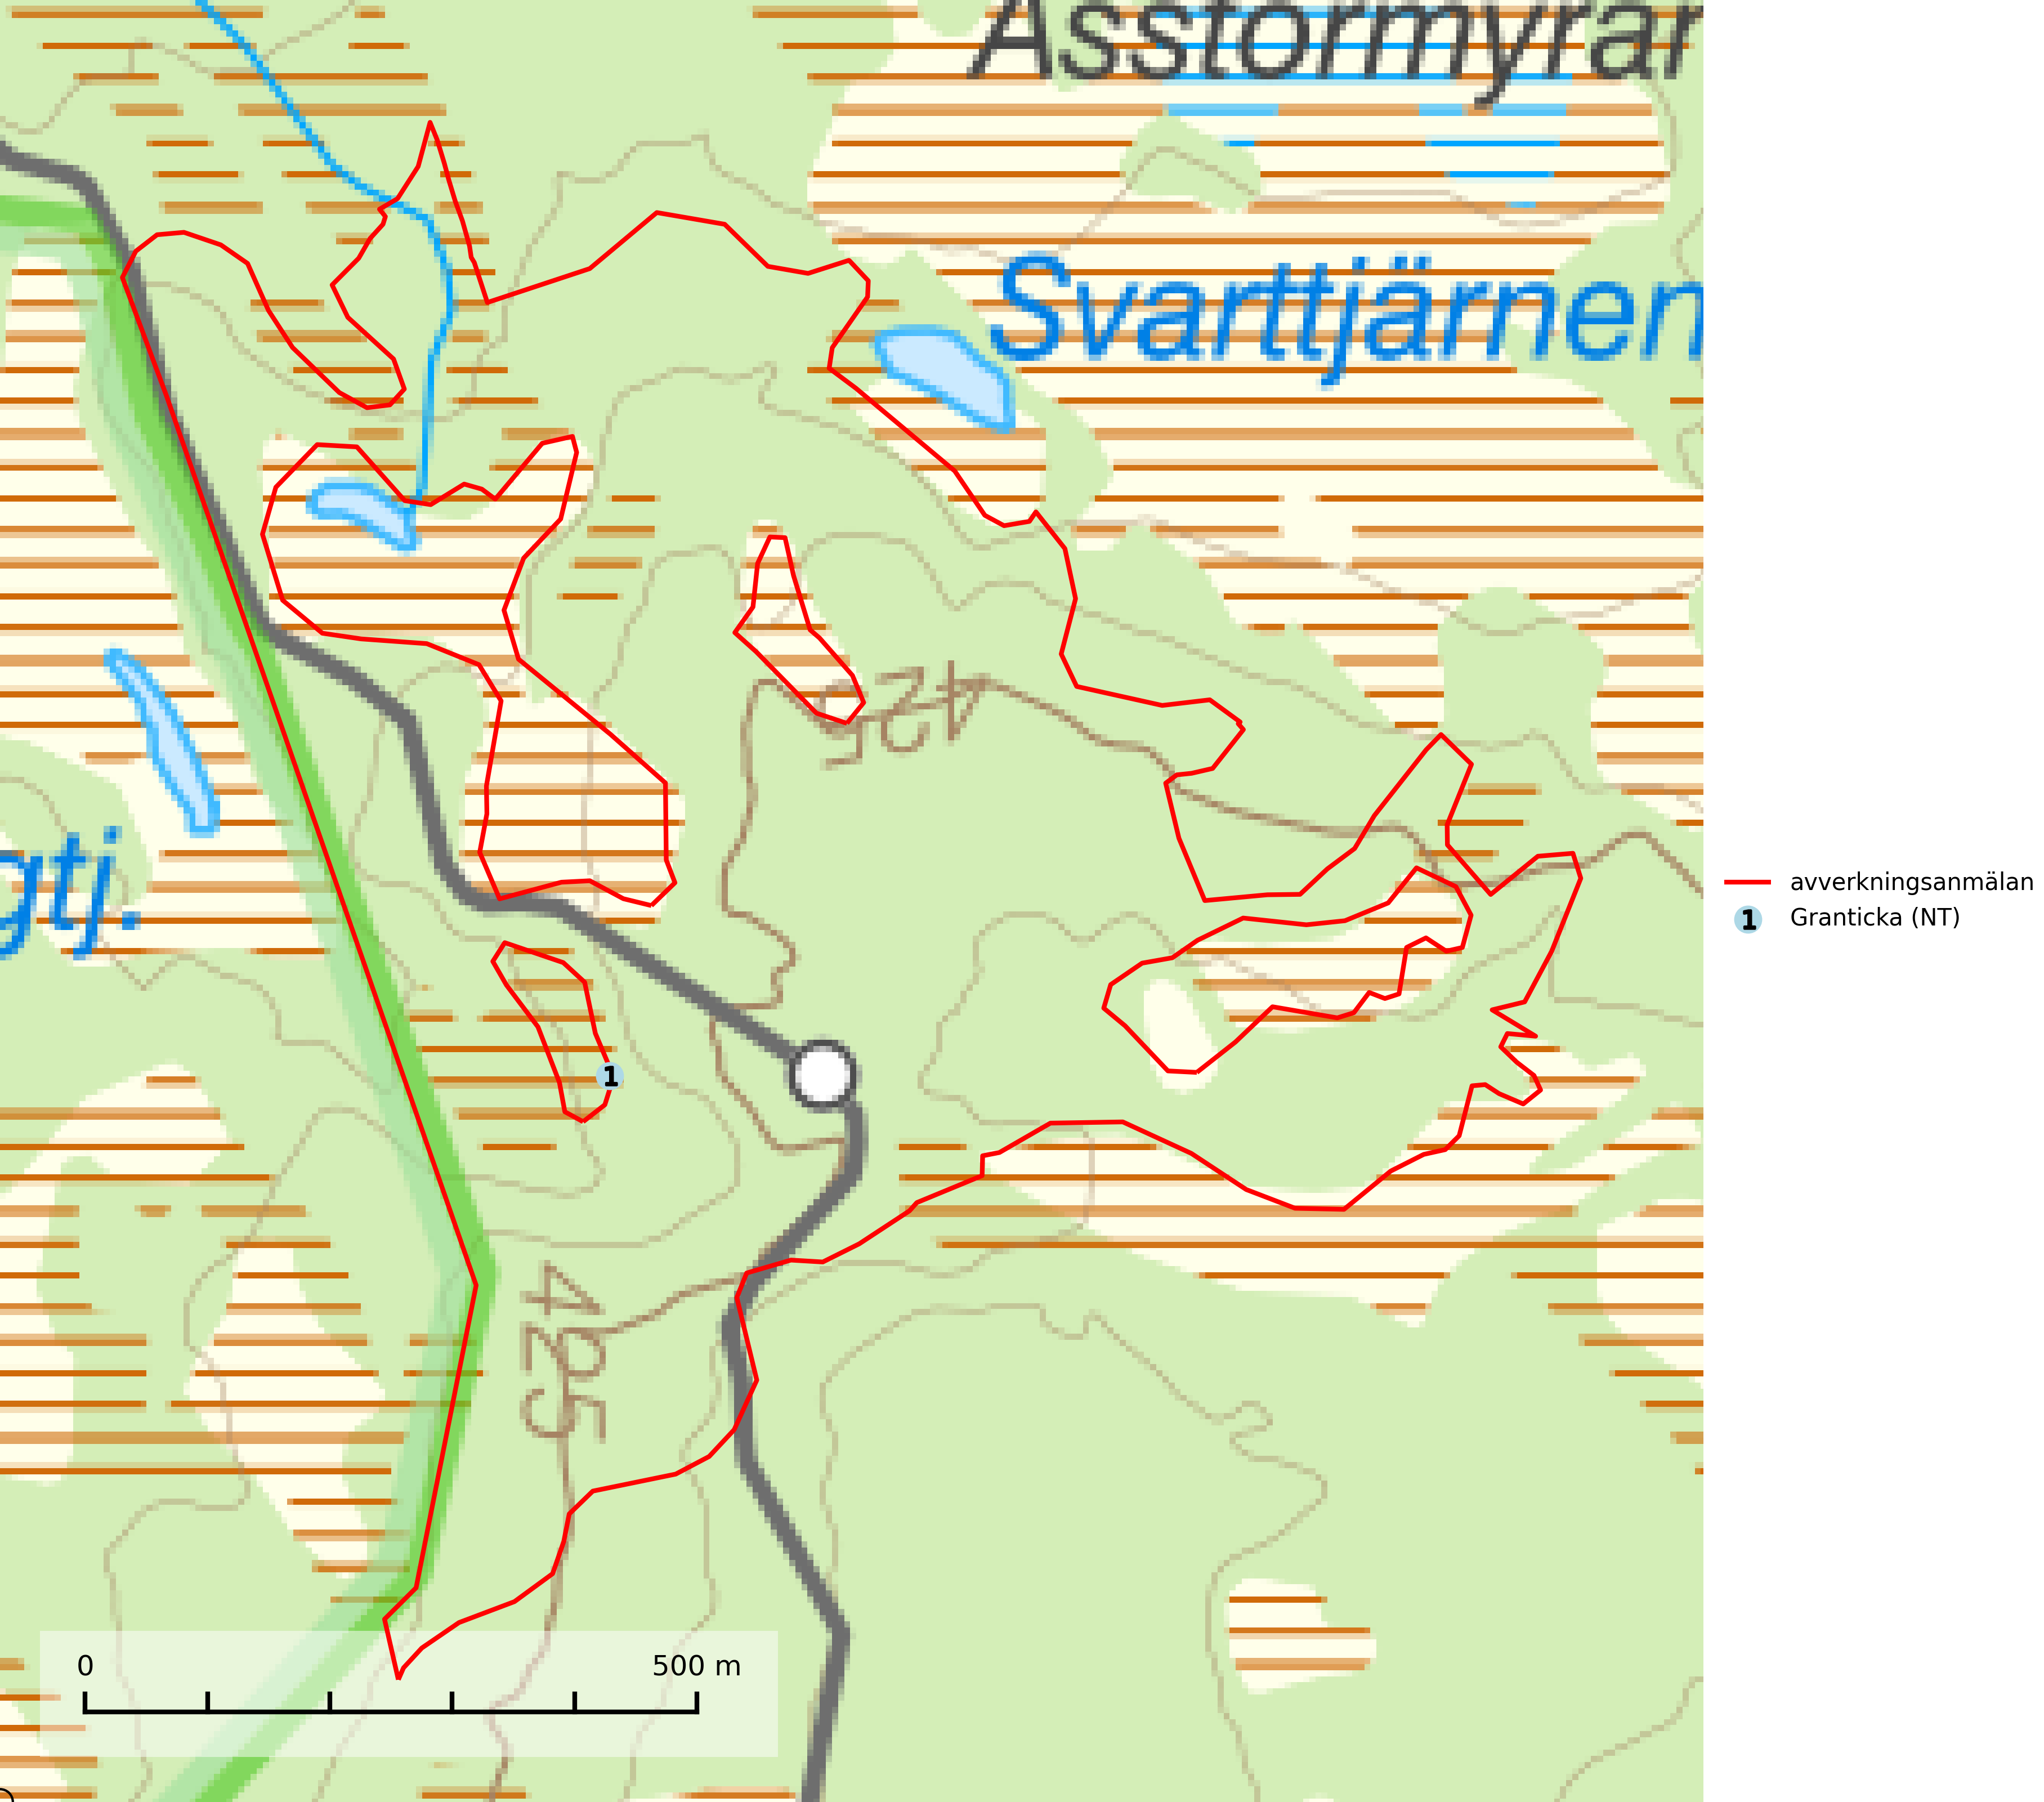 Asstormyrar
Svarttjärnen
425
gtj.
1
425
0 500 m
avverkningsanmälan
1 Granticka (NT)